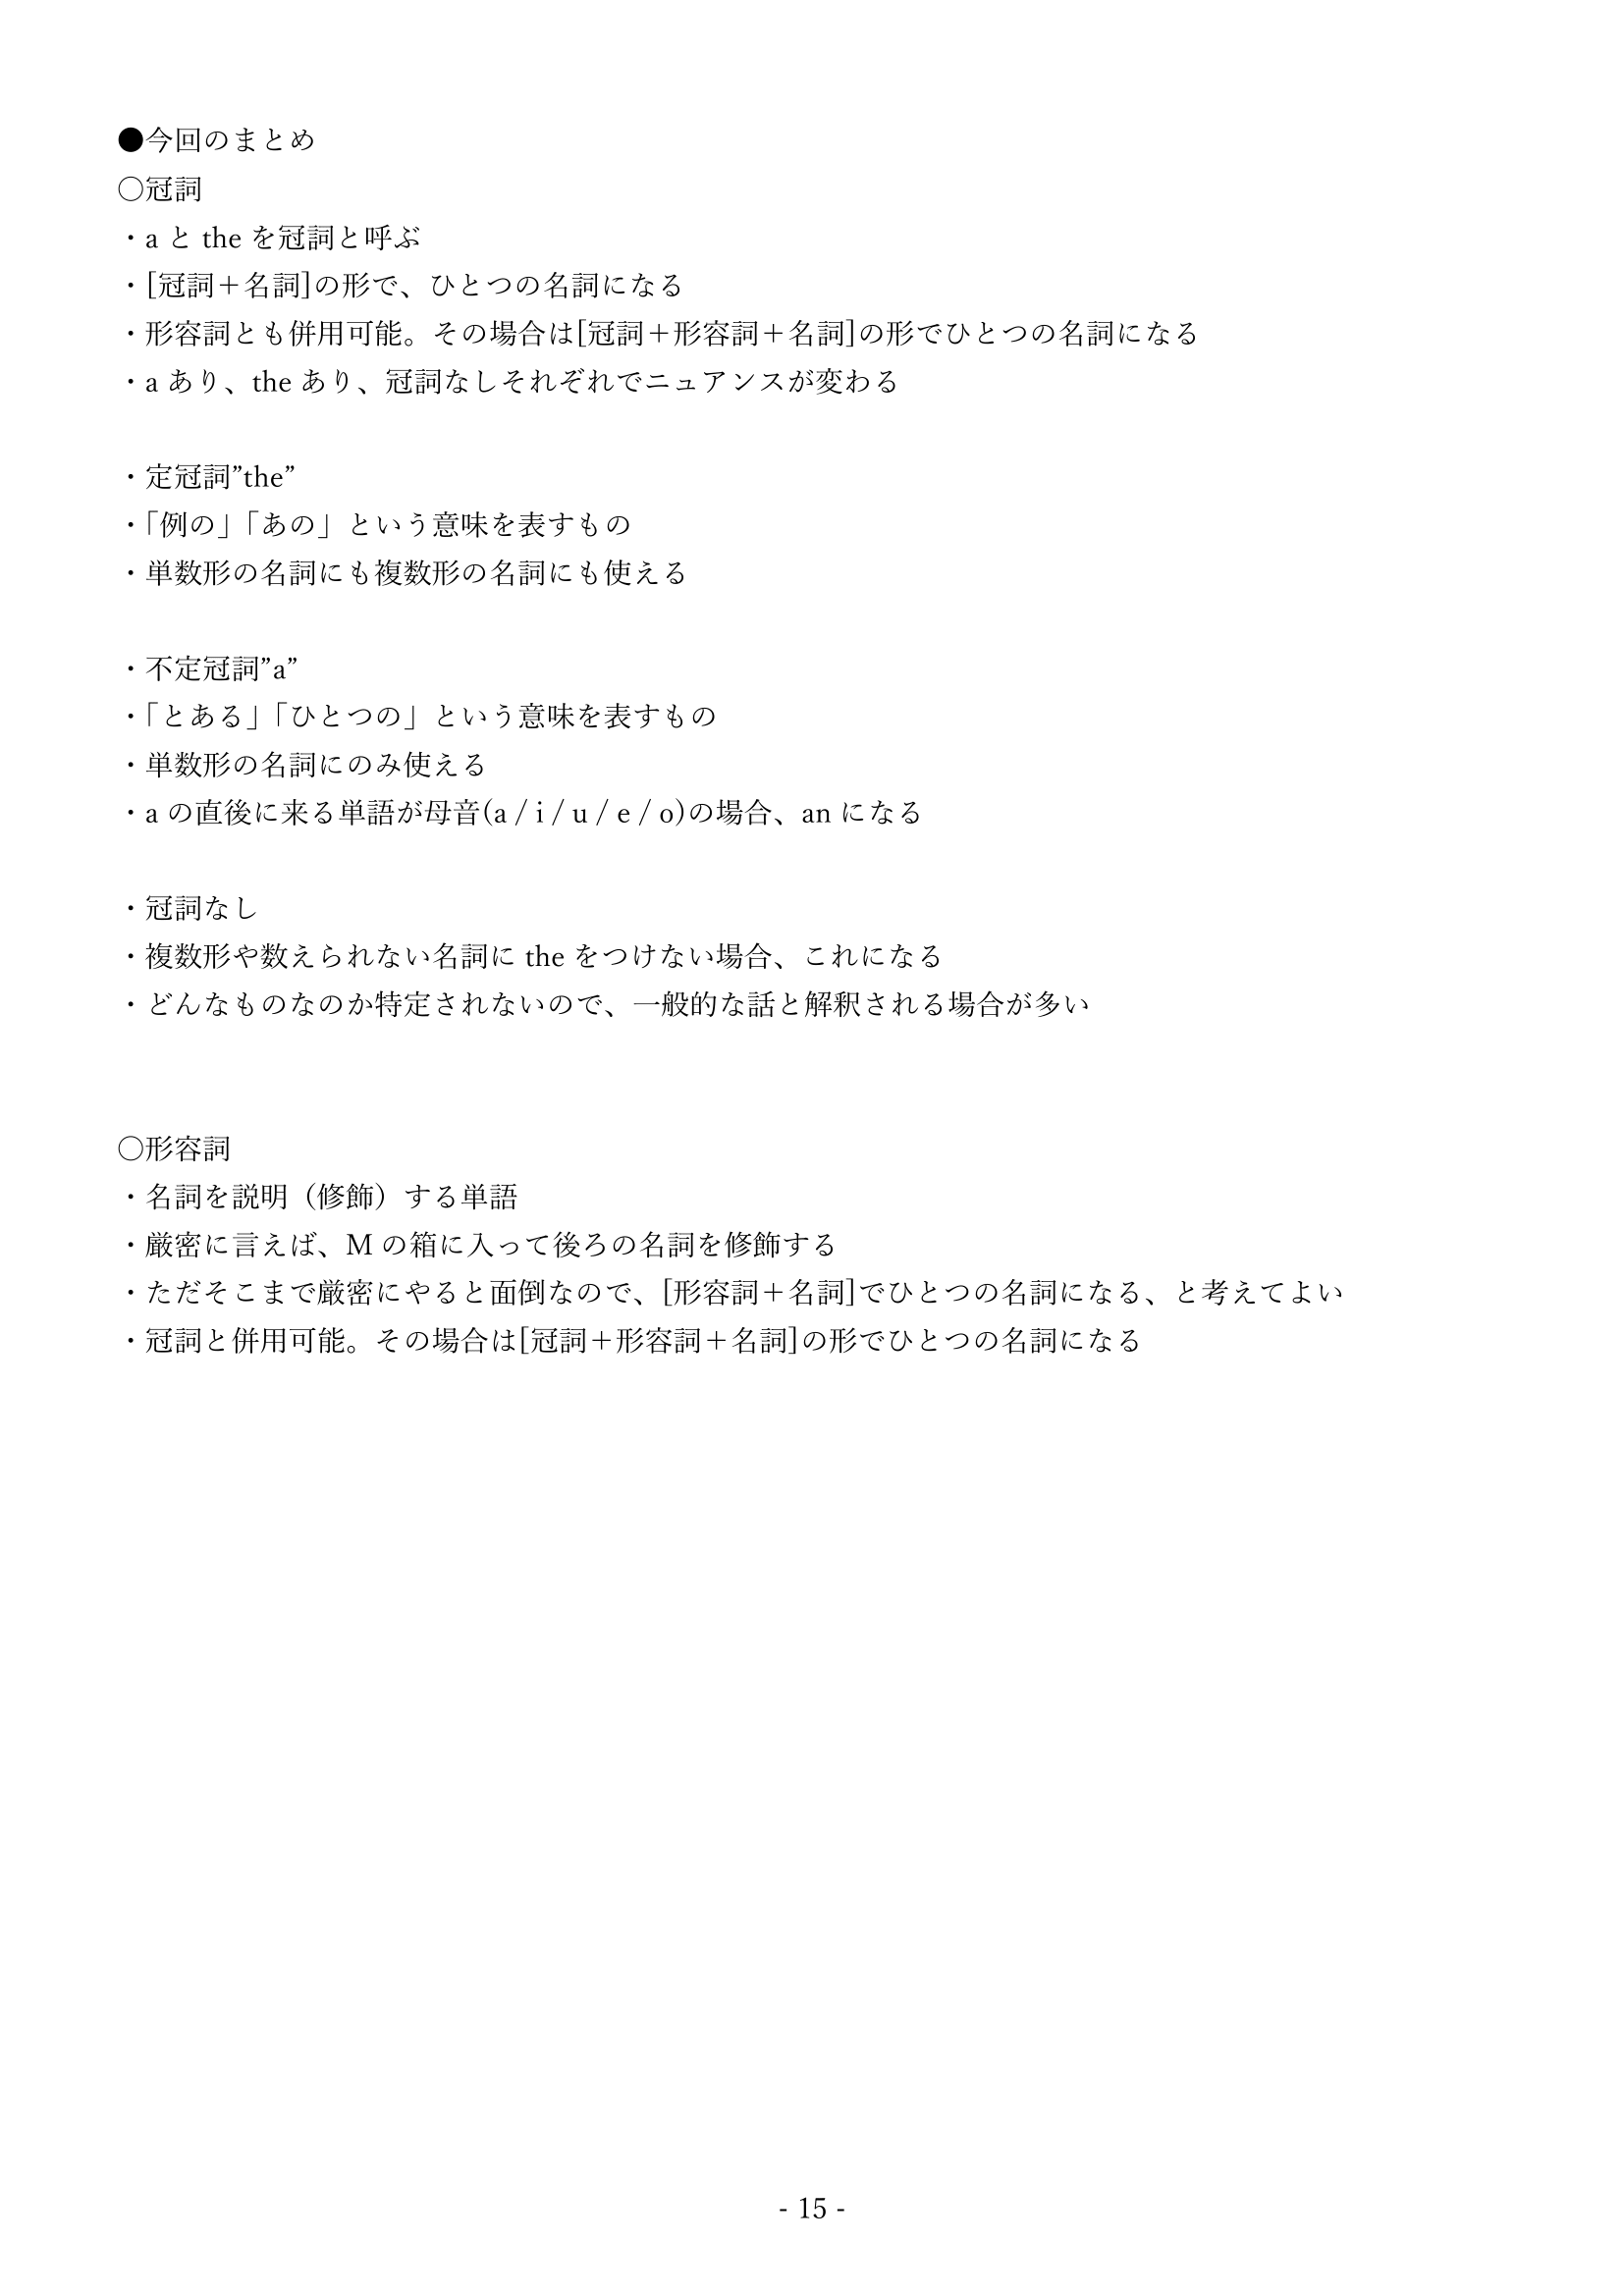 ●今回のまとめ
〇冠詞
・a と the を冠詞と呼ぶ
・[冠詞＋名詞]の形で、ひとつの名詞になる
・形容詞とも併用可能。その場合は[冠詞＋形容詞＋名詞]の形でひとつの名詞になる
・a あり、the あり、冠詞なしそれぞれでニュアンスが変わる
・定冠詞”the”
・「例の」「あの」という意味を表すもの
・単数形の名詞にも複数形の名詞にも使える
・不定冠詞”a”
・「とある」「ひとつの」という意味を表すもの
・単数形の名詞にのみ使える
・a の直後に来る単語が母音(a / i / u / e / o)の場合、an になる
・冠詞なし
・複数形や数えられない名詞に the をつけない場合、これになる
・どんなものなのか特定されないので、一般的な話と解釈される場合が多い
〇形容詞
・名詞を説明（修飾）する単語
・厳密に言えば、M の箱に入って後ろの名詞を修飾する
・ただそこまで厳密にやると面倒なので、[形容詞＋名詞]でひとつの名詞になる、と考えてよい
・冠詞と併用可能。その場合は[冠詞＋形容詞＋名詞]の形でひとつの名詞になる
- 15 -